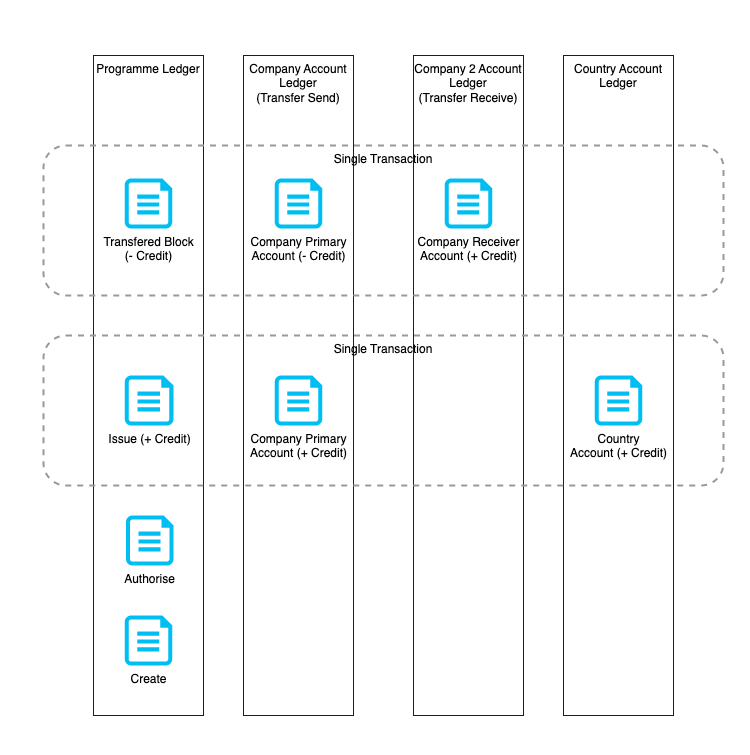 Programme Ledger
Company Account
Ledger
(Transfer Send)
Company 2 Account
Ledger
(Transfer Receive)
Country Account
Ledger
Single Transaction
Transfered Block
(- Credit)
Company Primary
Account (- Credit)
Company Receiver
Account (+ Credit)
Single Transaction
Issue (+ Credit)
Company Primary
Account (+ Credit)
Country
Account (+ Credit)
Authorise
Create